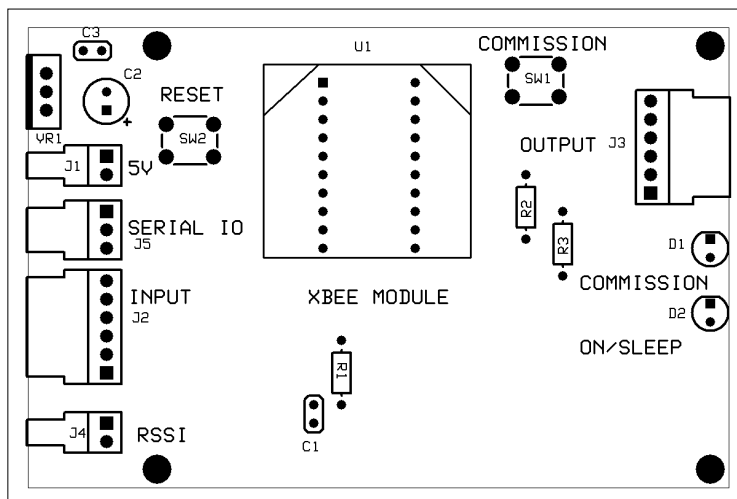 C3
U1
COMMISSION
C2
SW1
RESET
+
VR1
SW2
OUTPUT
J3
J1
5V
R2
SERIAL IO
J5
R3
D1
COMMISSION
INPUT
J2
XBEE MODULE
D2
ON/SLEEP
R1
J4
RSSI
C1